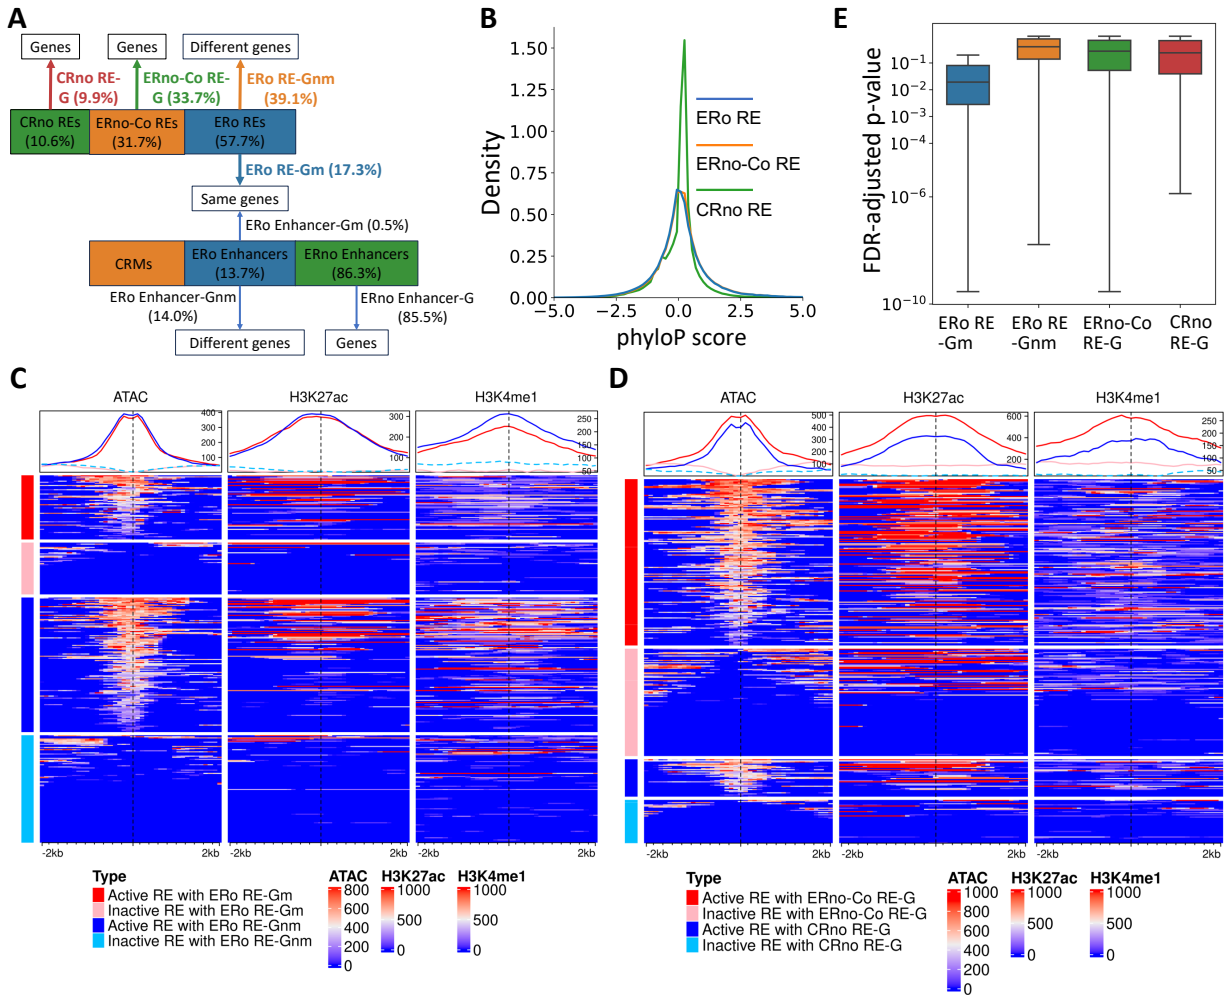 A
Genes
Genes
Different genes
CRno RE-
G (9.9%)
ERno-Co RE-
G (33.7%)
ERo RE-Gnm
(39.1%)
CRno REs
(10.6%)
ERno-Co REs
(31.7%)
ERo REs
(57.7%)
ERo RE-Gm (17.3%)
Same genes
ERo Enhancer-Gm (0.5%)
CRMs
ERo Enhancers
(13.7%)
ERno Enhancers
(86.3%)
ERo Enhancer-Gnm
(14.0%)
ERno Enhancer-G
(85.5%)
Different genes
Genes
B
Density
1.50
1.25
1.00
0.75
0.50
0.25
0.00
−5.0
−2.5
0.0
2.5
5.0
phyloP score
ERo RE
ERno-Co RE
CRno RE
E
FDR-adjusted p-value
10−1
10−2
10−3
10−4
10−6
10−10
ERo RE
-Gm
ERo RE
-Gnm
ERno-Co
RE-G
CRno
RE-G
C
ATAC
H3K27ac
H3K4me1
400
300
200
100
300
200
100
250
200
150
100
50
-2kb
2kb
-2kb
2kb
-2kb
2kb
Type
Active RE with ERo RE-Gm
Inactive RE with ERo RE-Gm
Active RE with ERo RE-Gnm
Inactive RE with ERo RE-Gnm
ATAC
800
600
400
200
0
H3K27ac
1000
500
0
H3K4me1
1000
500
0
D
ATAC
H3K27ac
H3K4me1
500
400
300
200
100
600
400
200
250
200
150
100
50
-2kb
2kb
-2kb
2kb
-2kb
2kb
Type
Active RE with ERno-Co RE-G
Inactive RE with ERno-Co RE-G
Active RE with CRno RE-G
Inactive RE with CRno RE-G
ATAC
1000
800
600
400
200
0
H3K27ac
1000
500
0
H3K4me1
1000
500
0